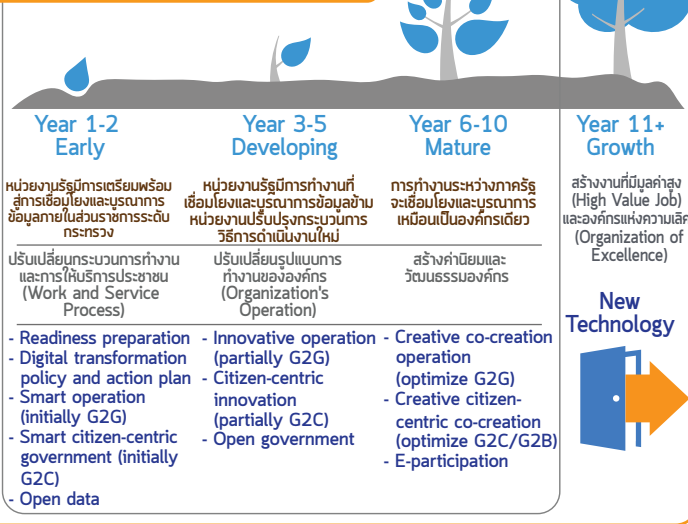 Year 1-2
Early
หน่วยงานรัฐมีการเตรียมพร้อม
สู่การเชื่อมโยงและบูรณาการ
ข้อมูลภายในส่วนราชการระดับ
กระทรวง
ปรับเปลี่ยนกระบวนการทำงาน
และการให้บริการประชาชน
(Work and Service
Process)
- Readiness preparation
- Digital transformation
policy and action plan
- Smart operation
(initially G2G)
- Smart citizen-centric
government (initially
G2C)
- Open data
Year 3-5
Developing
หน่วยงานรัฐมีการทำงานที่
เชื่อมโยงและบูรณาการข้อมูลข้าม
หน่วยงานปรับปรุงกระบวนการ
วิธีการดำเนินงานใหม่
ปรับเปลี่ยนรูปแบบการ
ทำงานขององค์กร
(Organization's
Operation)
- Innovative operation
(partially G2G)
- Citizen-centric
innovation
(partially G2C)
- Open government
Year 6-10
Mature
การทำงานระหว่างภาครัฐ
จะเชื่อมโยงและบูรณาการ
เหมือนเป็นองค์กรเดียว
สร้างค่านิยมและ
วัฒนธรรมองค์กร
- Creative co-creation
operation
(optimize G2G)
- Creative citizen-
centric co-creation
(optimize G2C/G2B)
- E-participation
Year 11+
Growth
สร้างงานที่มีมูลค่าสูง
(High Value Job)
และองค์กรแห่งความเลิศ
(Organization of
Excellence)
New
Technology